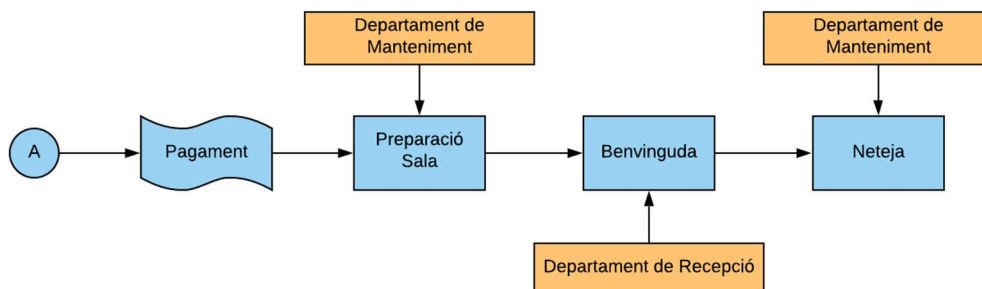 Departament de
Manteniment
Departament de
Manteniment
A
Pagament
Preparació
Sala
Benvinguda
Neteja
Departament de Recepció